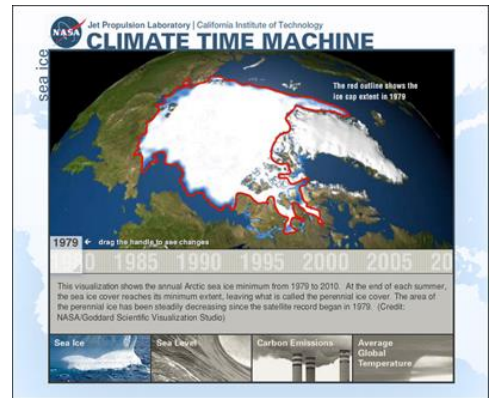 NASA
Jet Propulsion Laboratory | California Institute of Technology
CLIMATE TIME MACHINE
sea ice
The red outline shows the
ice cap extent in 1979
1979 ← drag the handle to see changes
0 1985 1990 1995 2000 2005 20
This visualization shows the annual Arctic sea ice minimum from 1979 to 2010. At the end of each summer,
the sea ice cover reaches its minimum extent, leaving what is called the perennial ice cover. The area of
the perennial ice has been steadily decreasing since the satellite record began in 1979. (Credit:
NASA/Goddard Scientific Visualization Studio)
Sea Ice
Sea Level
Carbon Emissions
Average
Global
Temperature